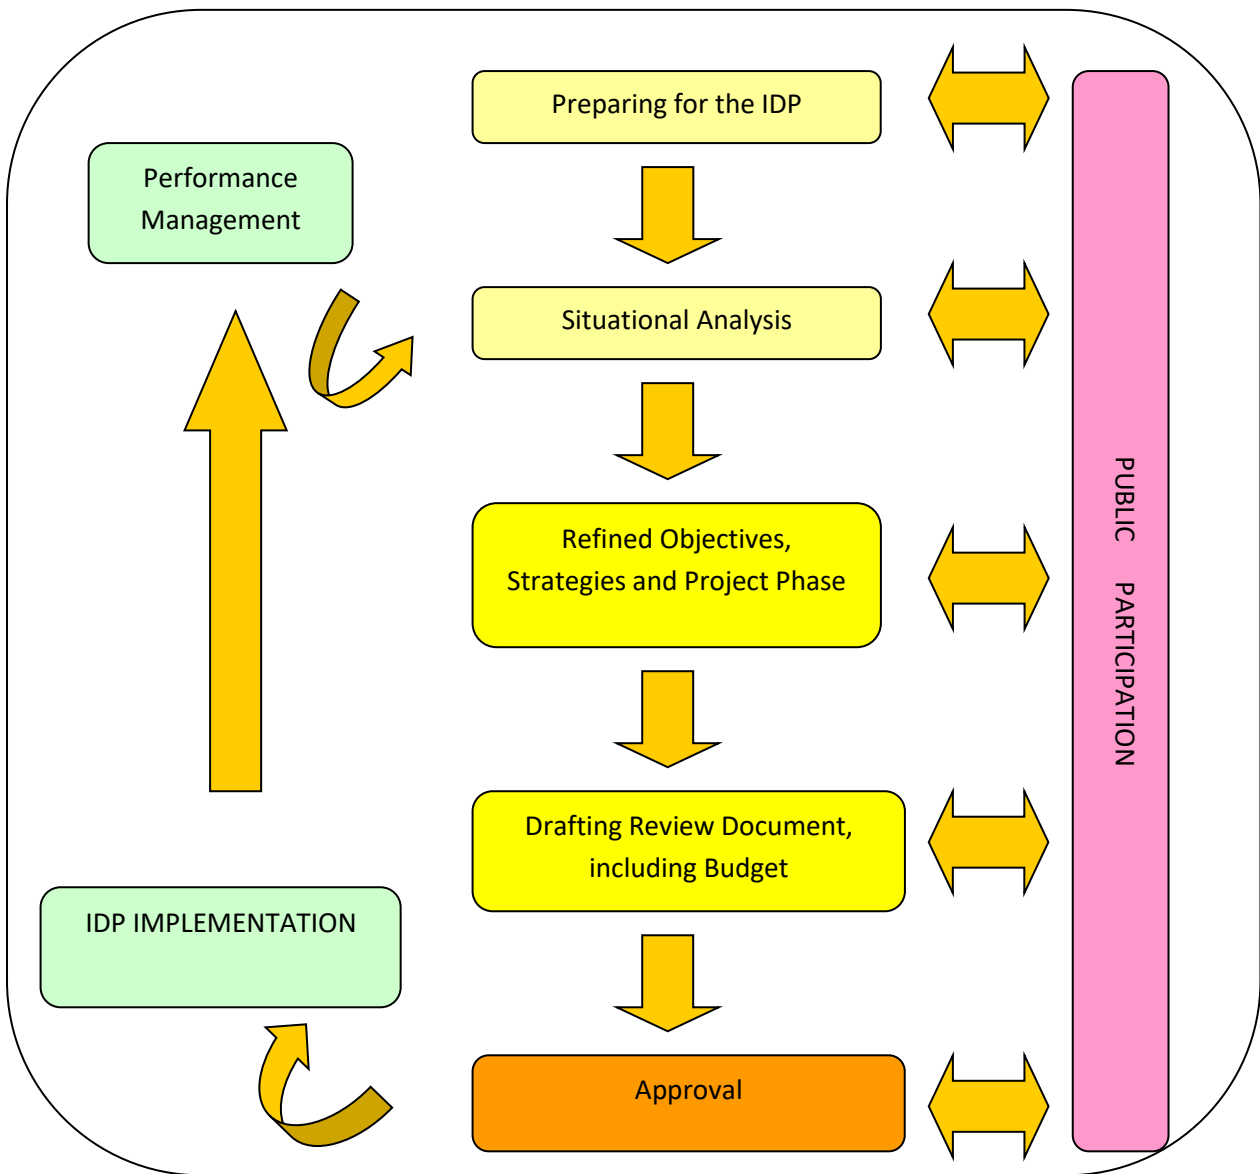 Preparing for the IDP
Performance
Management
Situational Analysis
Refined Objectives,
Strategies and Project Phase
PUBLIC PARTICIPATION
Drafting Review Document,
including Budget
IDP IMPLEMENTATION
Approval